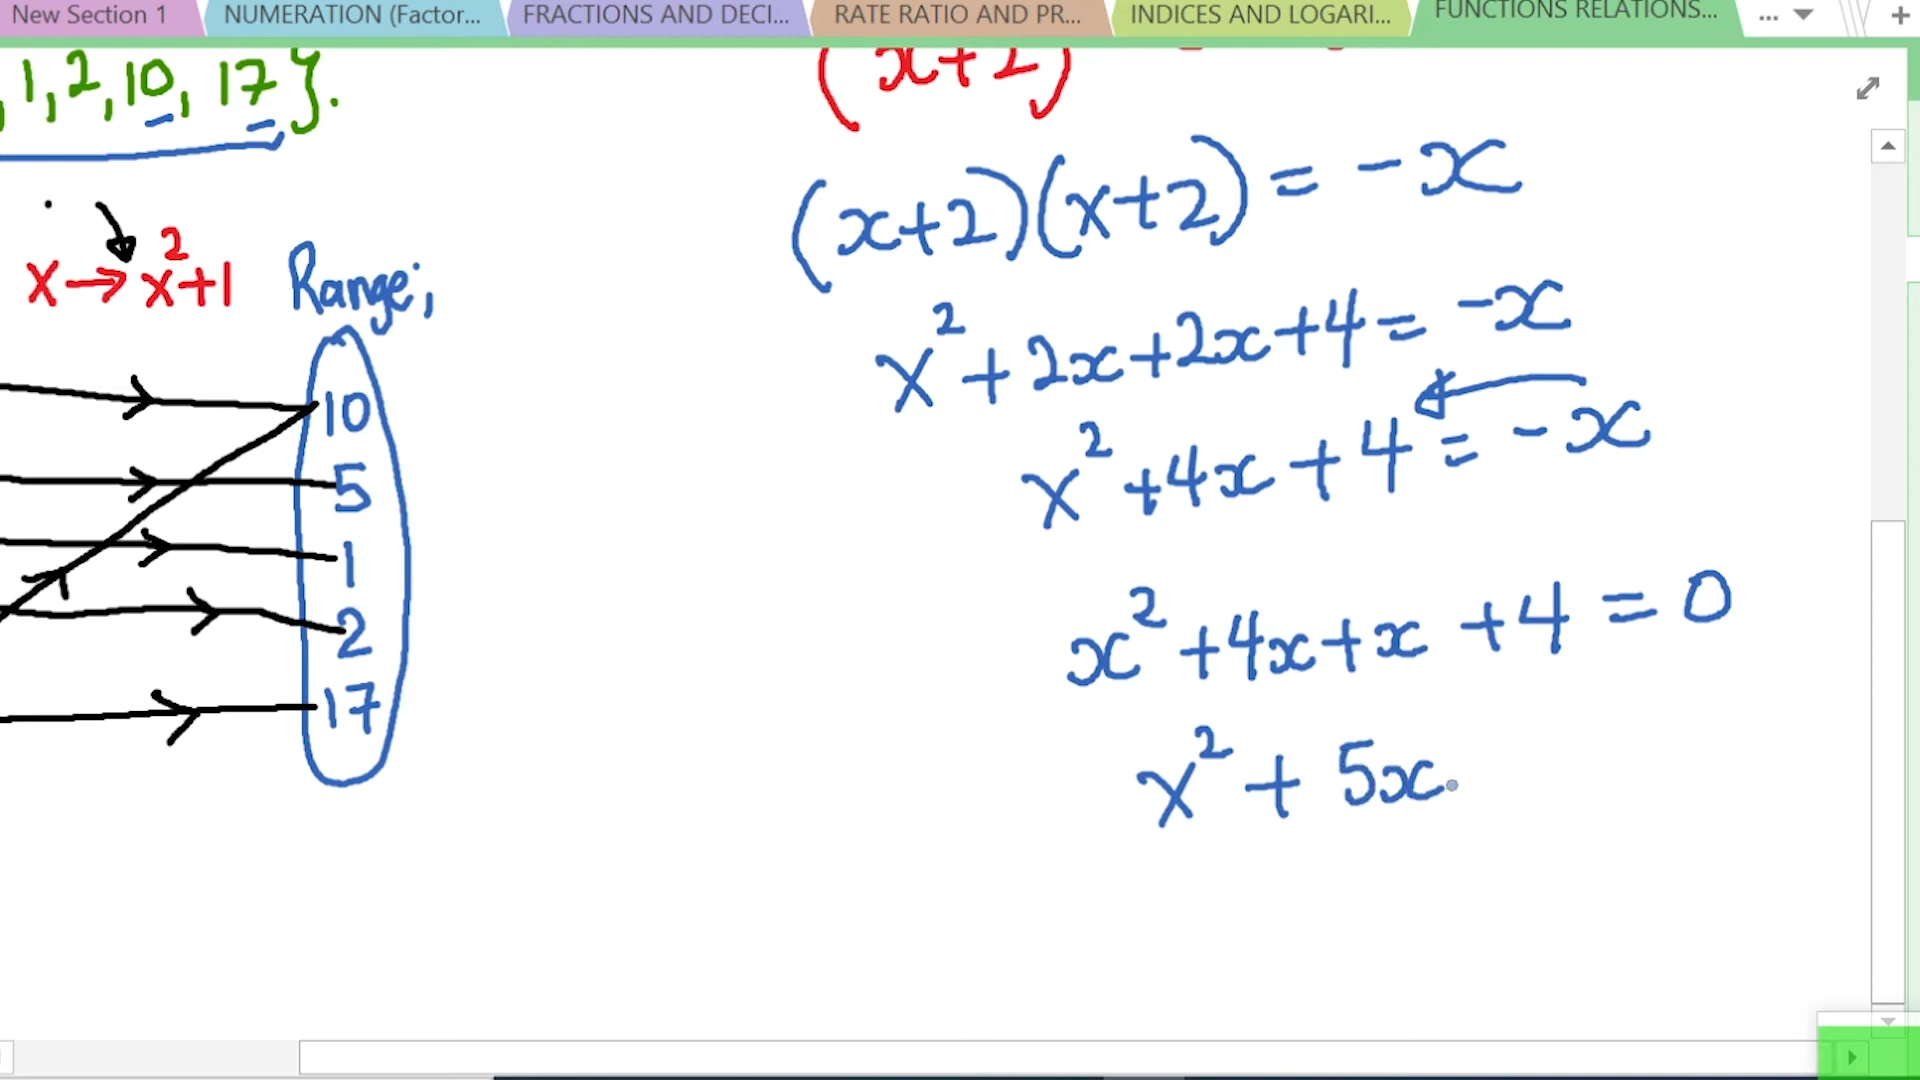 New Section 1 NUMERATION (Factor... FRACTIONS AND DECI... RATE RATIO AND PR... INDICES AND LOGARI... FUNCTIONS RELATIONS... ...
, 1, 2, 10, 17}.
x → x²+1
Range;
10
5
1
2
17
(x+2)
(x+2)(x+2) = -x
x² + 2x + 2x + 4 = -x
x² + 4x + 4 = -x
x² + 4x + x + 4 = 0
x² + 5x